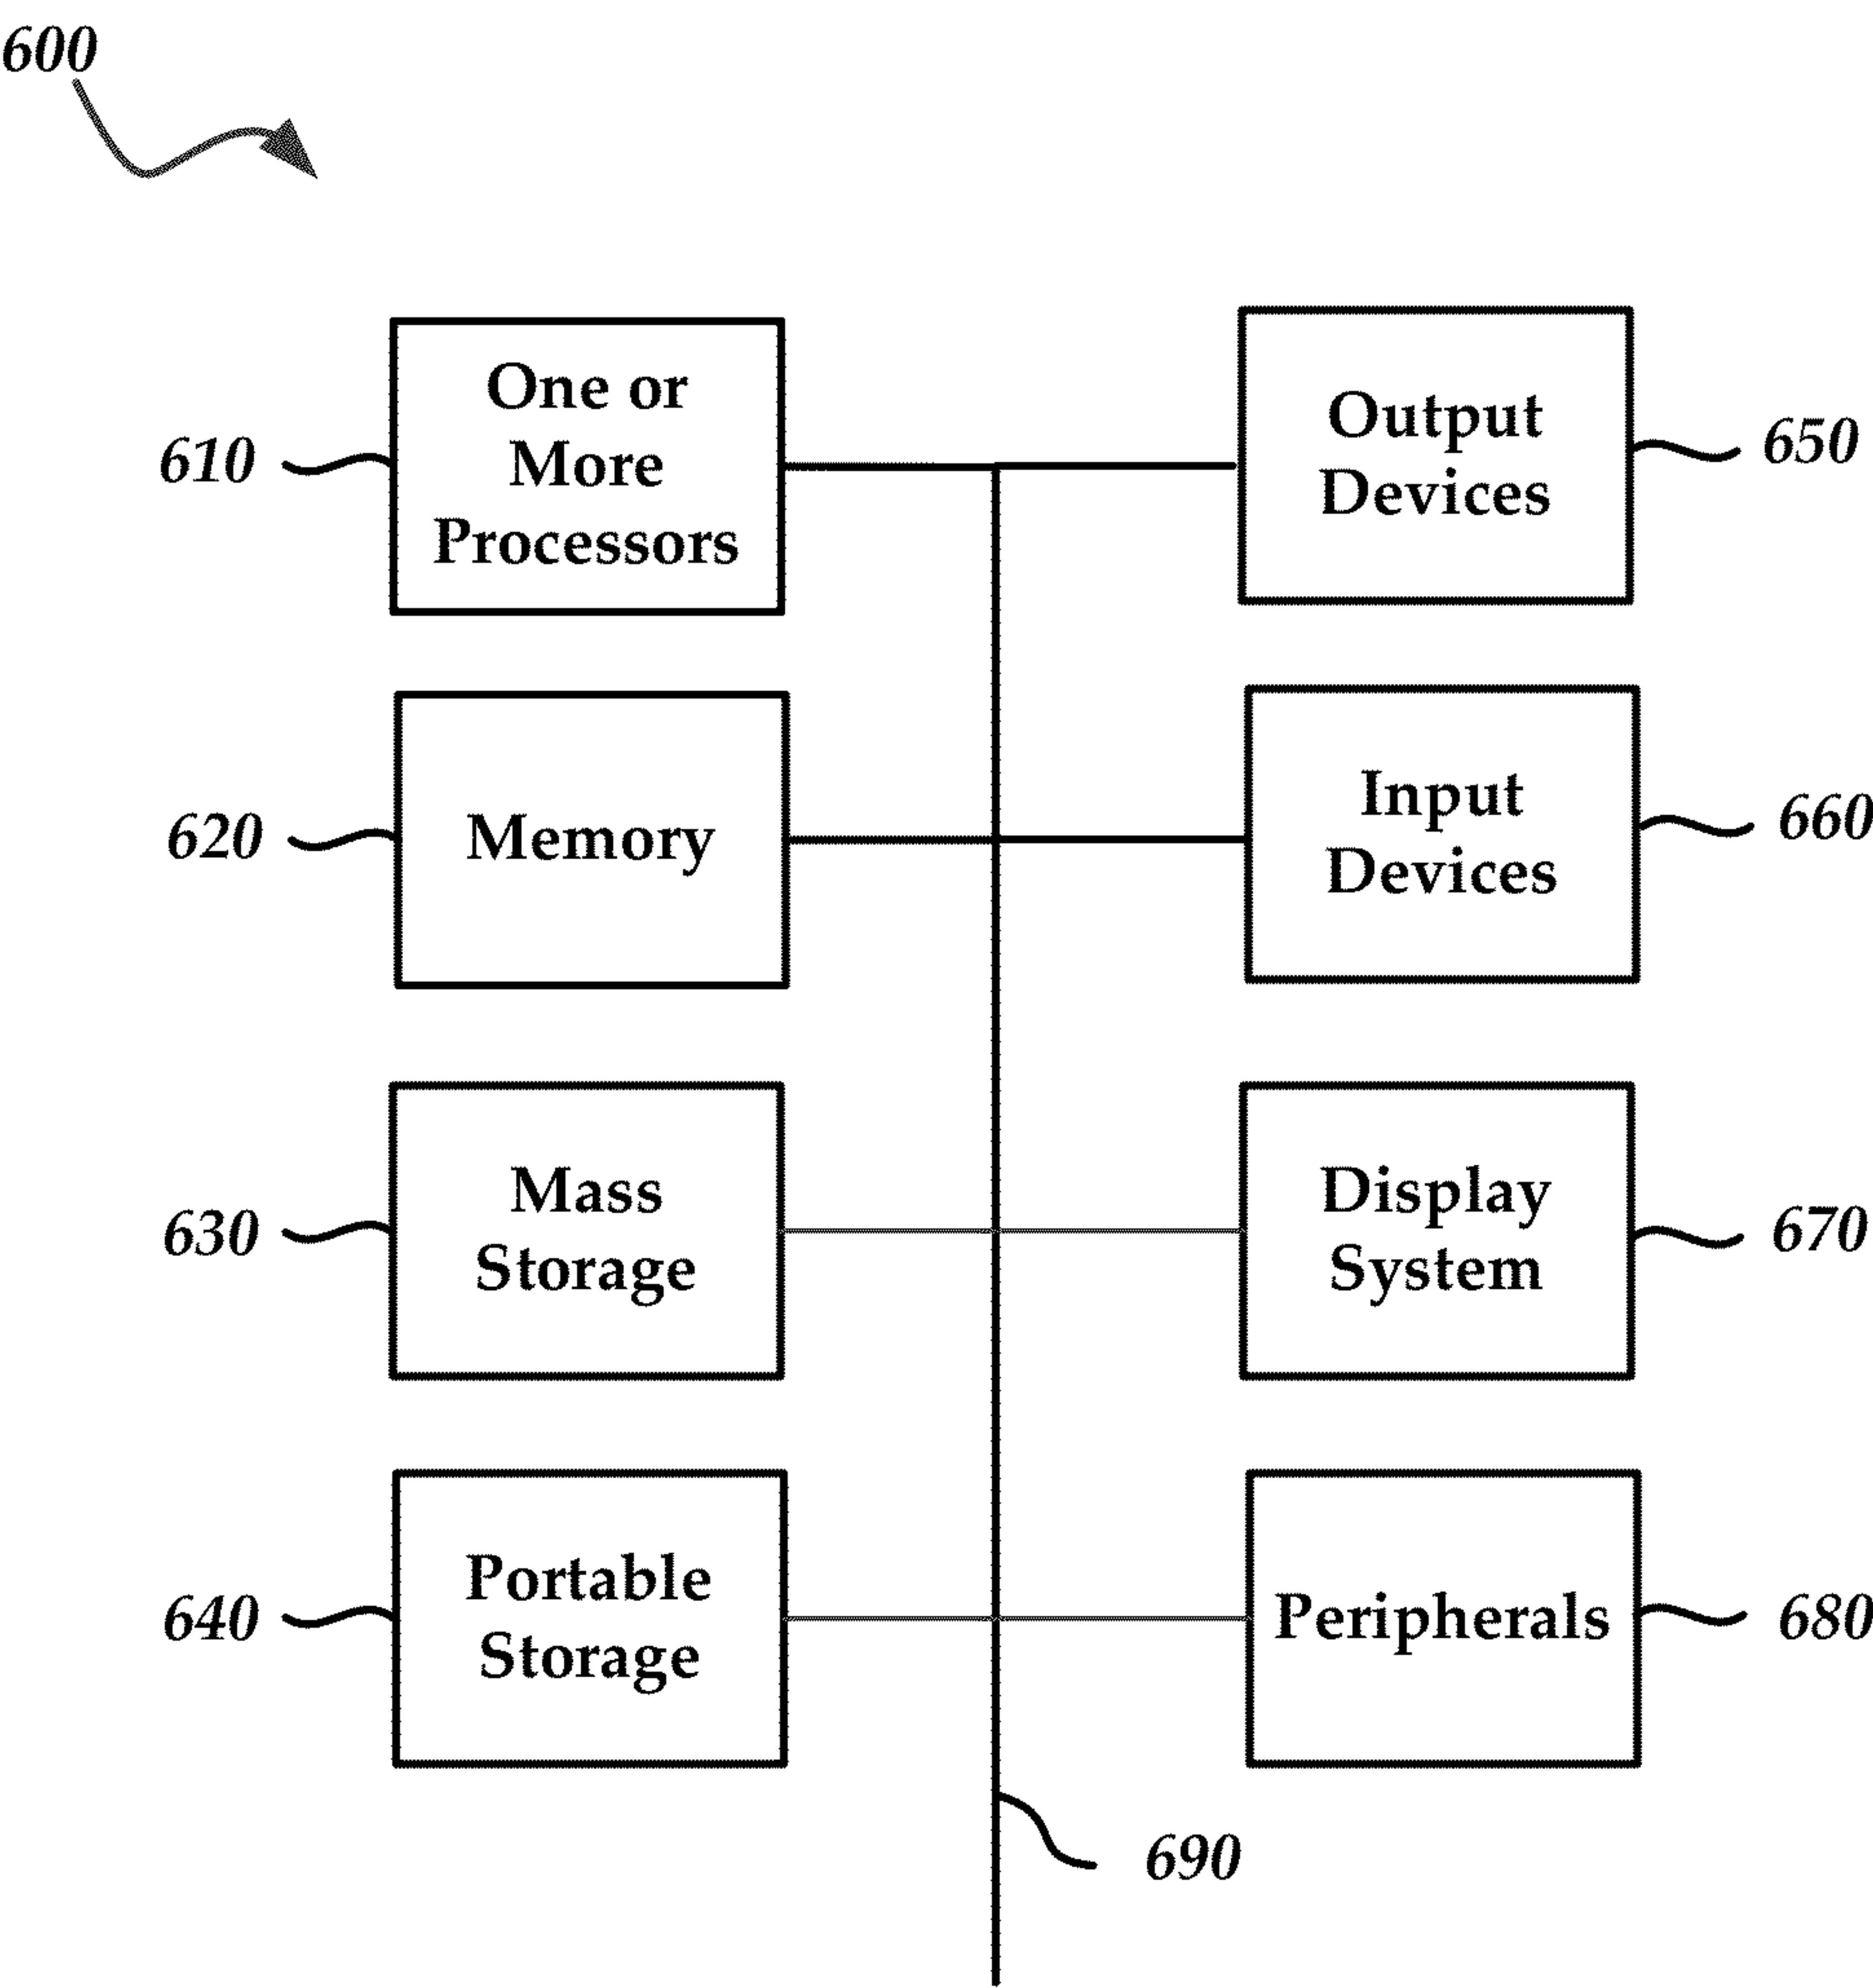 600
One or
More
Processors
610
Output
Devices
650
Memory
620
Input
Devices
660
Mass
Storage
630
Display
System
670
Portable
Storage
640
Peripherals
680
690